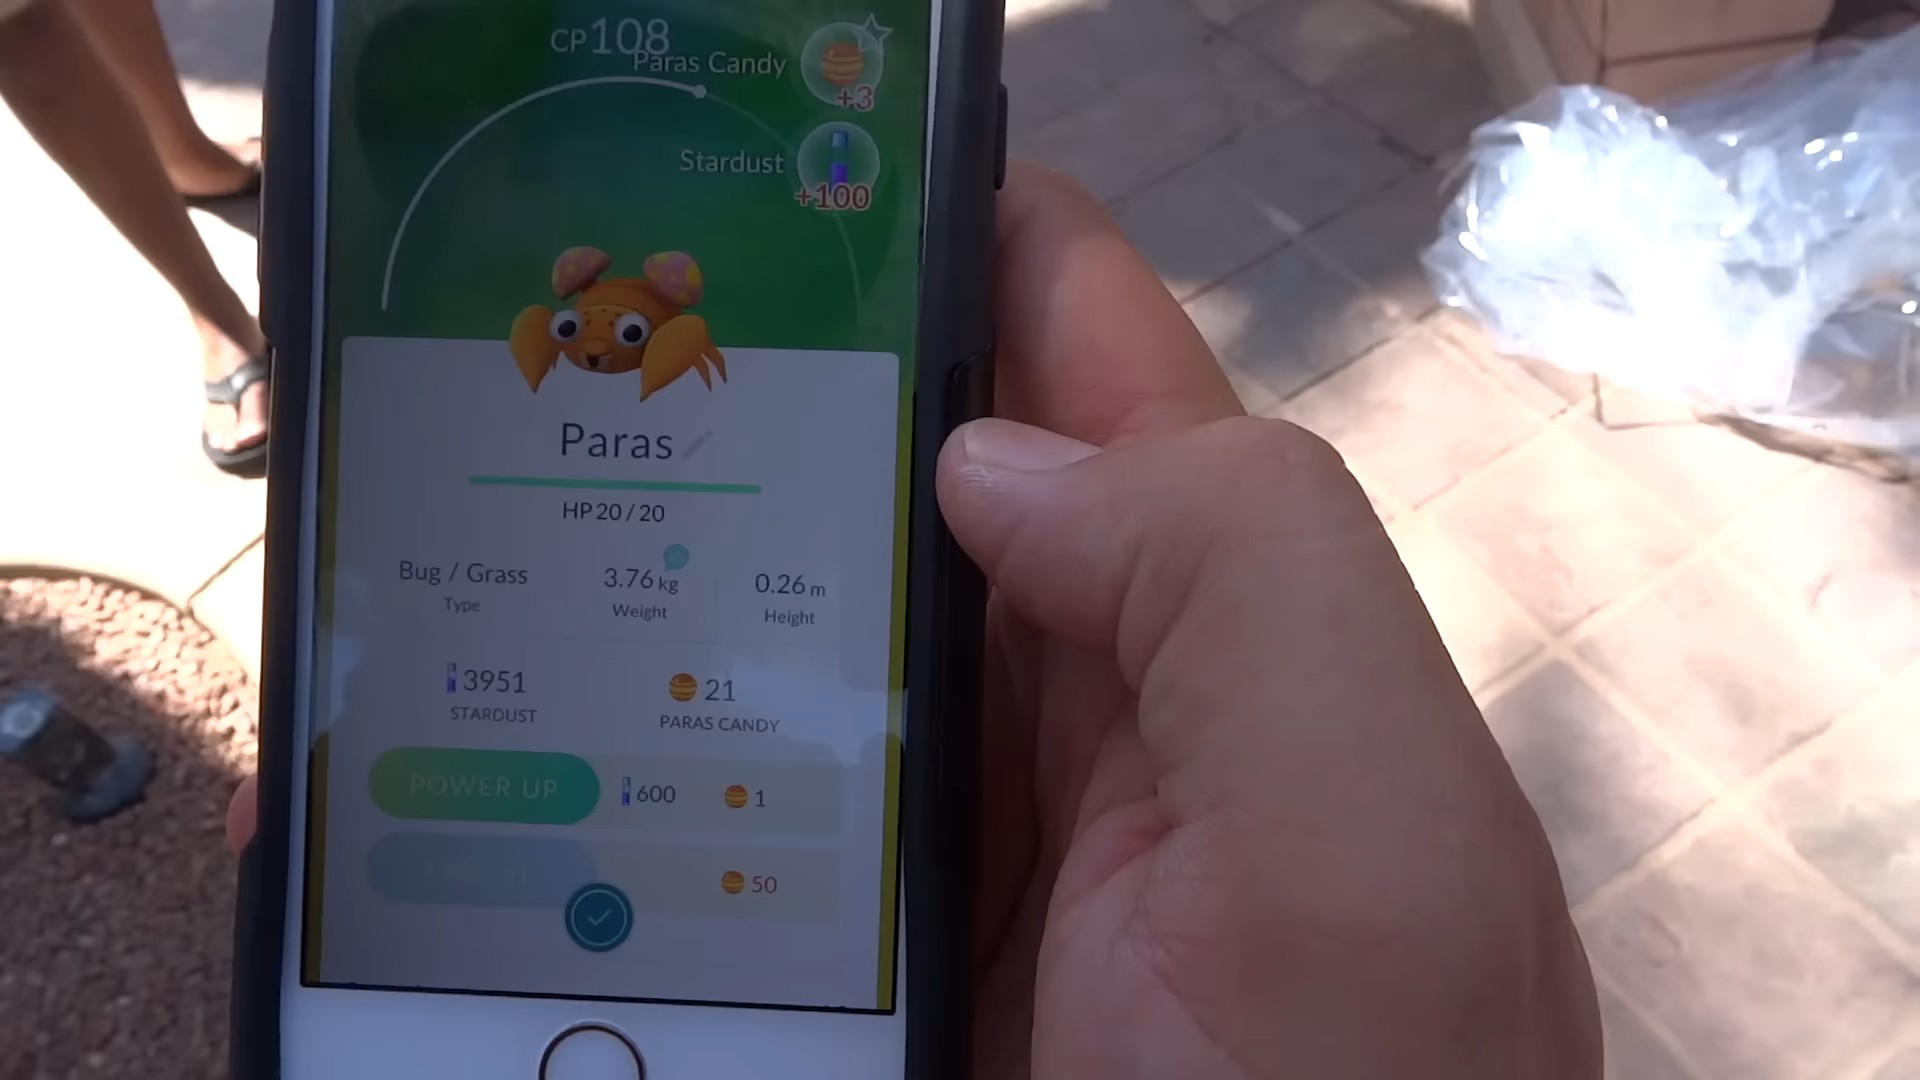 CP108
Paras Candy
+3
Stardust
+100
Paras
HP 20 / 20
Bug / Grass
Type
3.76 kg
Weight
0.26 m
Height
3951
STARDUST
21
PARAS CANDY
POWER UP
600
1
50